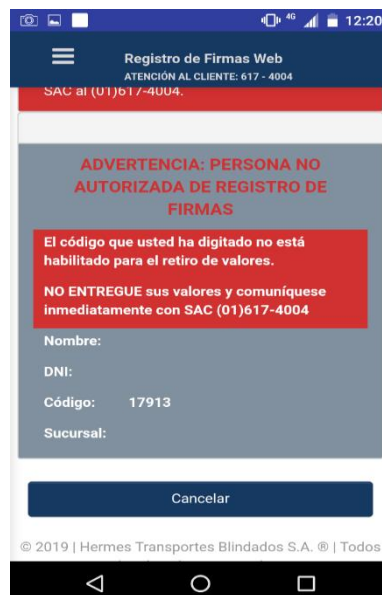 4G 12:20
Registro de Firmas Web
ATENCIÓN AL CLIENTE: 617 - 4004
SAC al (01)617-4004.
ADVERTENCIA: PERSONA NO
AUTORIZADA DE REGISTRO DE
FIRMAS
El código que usted ha digitado no está
habilitado para el retiro de valores.
NO ENTREGUE sus valores y comuníquese
inmediatamente con SAC (01)617-4004
Nombre:
DNI:
Código: 17913
Sucursal:
Cancelar
© 2019 | Hermes Transportes Blindados S.A. ® | Todos